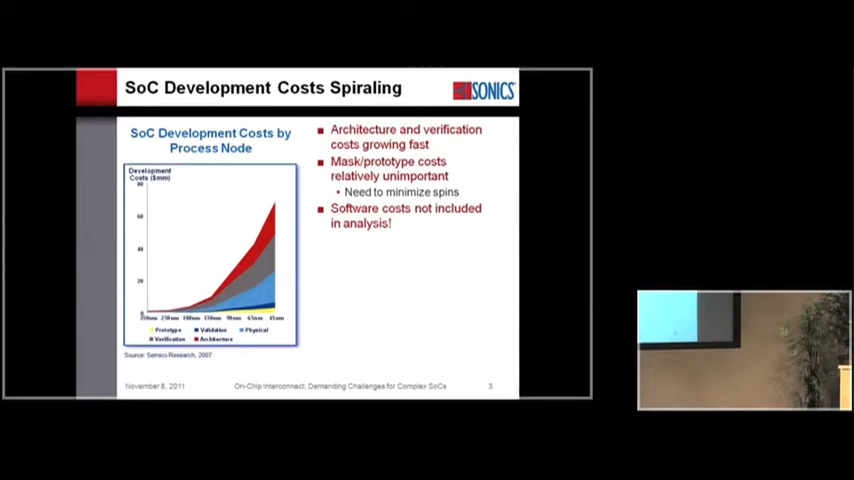 SoC Development Costs Spiraling
SONICS
SoC Development Costs by
Process Node
Development
Costs ($mm)
80
60
40
20
0
350nm 250nm 180nm 130nm 90nm 65nm 45nm
Prototype Validation Physical
Verification Architecture
Source: Semico Research, 2007
Architecture and verification
costs growing fast
Mask/prototype costs
relatively unimportant
• Need to minimize spins
Software costs not included
in analysis!
November 8, 2011 On-Chip Interconnect: Demanding Challenges for Complex SoCs 3